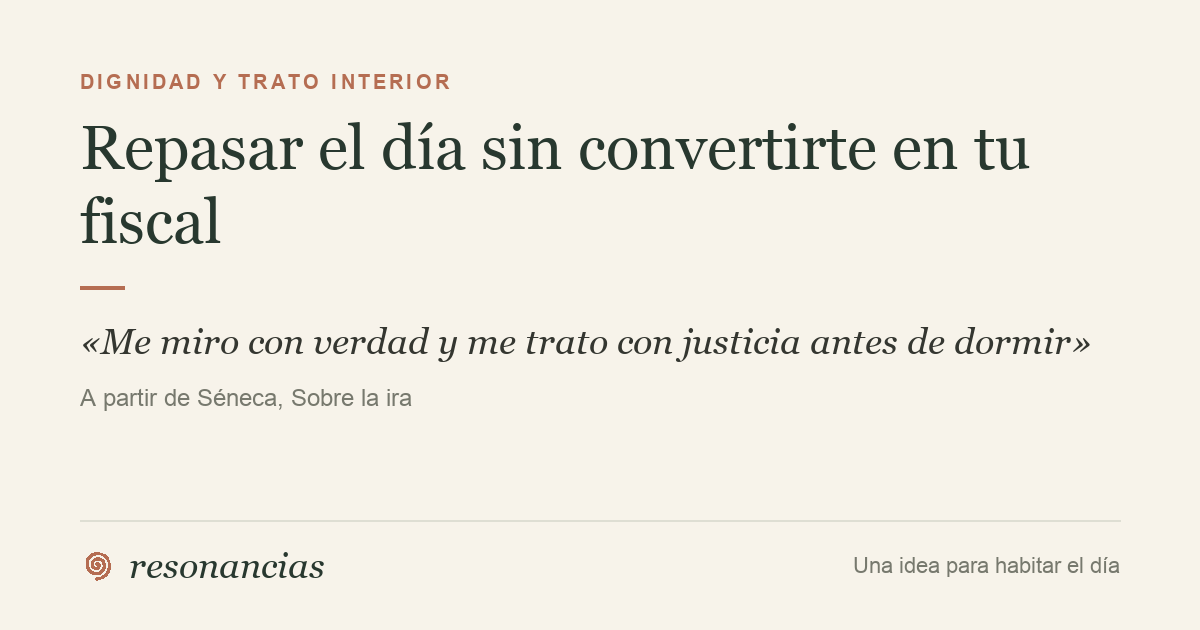 DIGNIDAD Y TRATO INTERIOR
Repasar el día sin convertirte en tu
fiscal
«Me miro con verdad y me trato con justicia antes de dormir»
A partir de Séneca, Sobre la ira
resonancias
Una idea para habitar el día